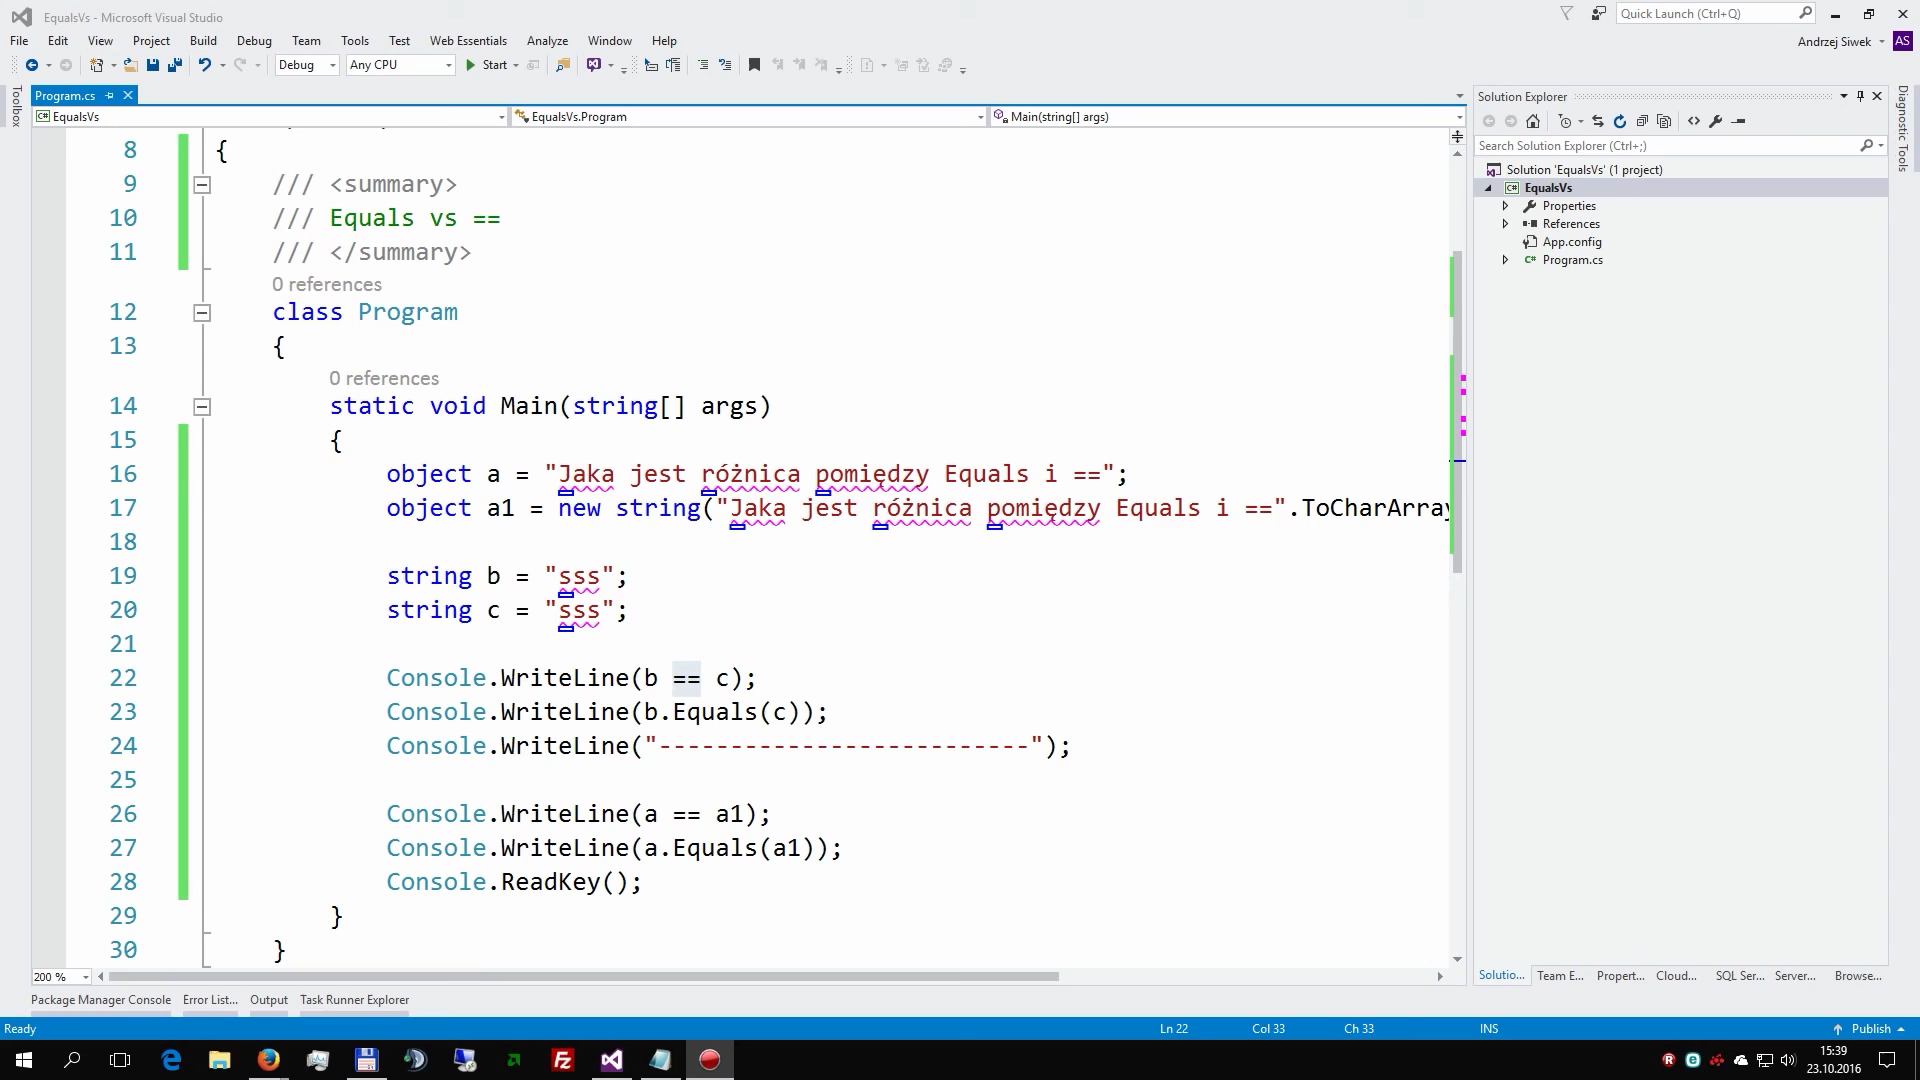 EqualsVs - Microsoft Visual Studio
Quick Launch (Ctrl+Q)
File Edit View Project Build Debug Team Tools Test Web Essentials Analyze Window Help
Andrzej Siwek AS
Debug Any CPU Start
Toolbox
Program.cs
EqualsVs EqualsVs.Program Main(string[] args)
8 {
9 /// <summary>
10 /// Equals vs ==
11 /// </summary>
0 references
12 class Program
13 {
0 references
14 static void Main(string[] args)
15 {
16 object a = "Jaka jest różnica pomiędzy Equals i ==";
17 object a1 = new string("Jaka jest różnica pomiędzy Equals i ==".ToCharArray
18
19 string b = "sss";
20 string c = "sss";
21
22 Console.WriteLine(b == c);
23 Console.WriteLine(b.Equals(c));
24 Console.WriteLine("--------------------------");
25
26 Console.WriteLine(a == a1);
27 Console.WriteLine(a.Equals(a1));
28 Console.ReadKey();
29 }
30 }
200 %
Solution Explorer
Search Solution Explorer (Ctrl+;)
Solution 'EqualsVs' (1 project)
C# EqualsVs
Properties
References
App.config
C# Program.cs
Diagnostic Tools
Solutio... Team E... Propert... Cloud... SQL Ser... Server... Browse...
Package Manager Console Error List... Output Task Runner Explorer
Ready Ln 22 Col 33 Ch 33 INS Publish
15:39
23.10.2016